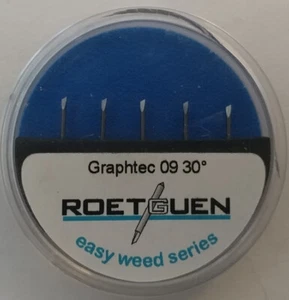 Graphtec 09 30°
ROETGUEN
easy weed series